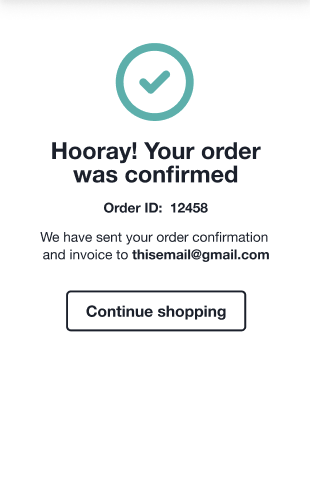 Hooray! Your order
was confirmed
Order ID: 12458
We have sent your order confirmation
and invoice to thisemail@gmail.com
Continue shopping